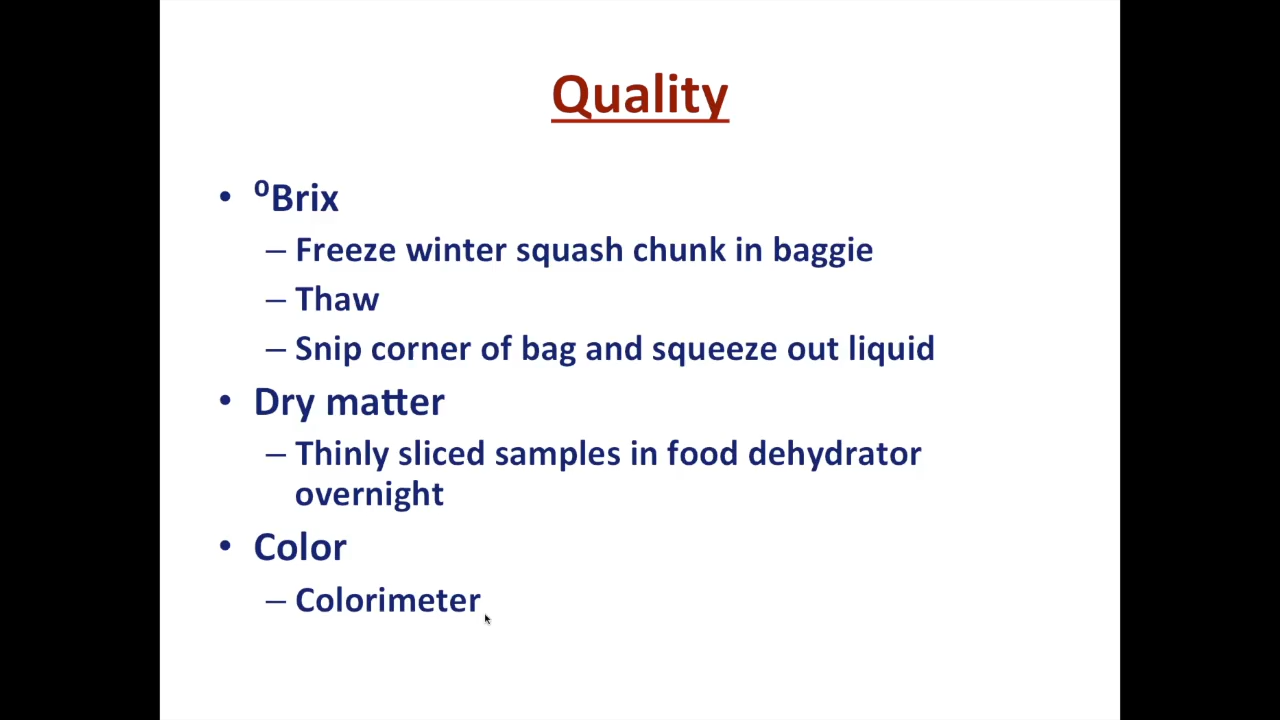 Quality
• ⁰Brix
– Freeze winter squash chunk in baggie
– Thaw
– Snip corner of bag and squeeze out liquid
• Dry matter
– Thinly sliced samples in food dehydrator
overnight
• Color
– Colorimeter